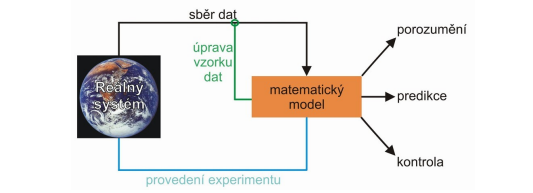 sběr dat
úprava
vzorku
dat
Reálný
systém
matematický
model
porozumění
predikce
kontrola
provedení experimentu